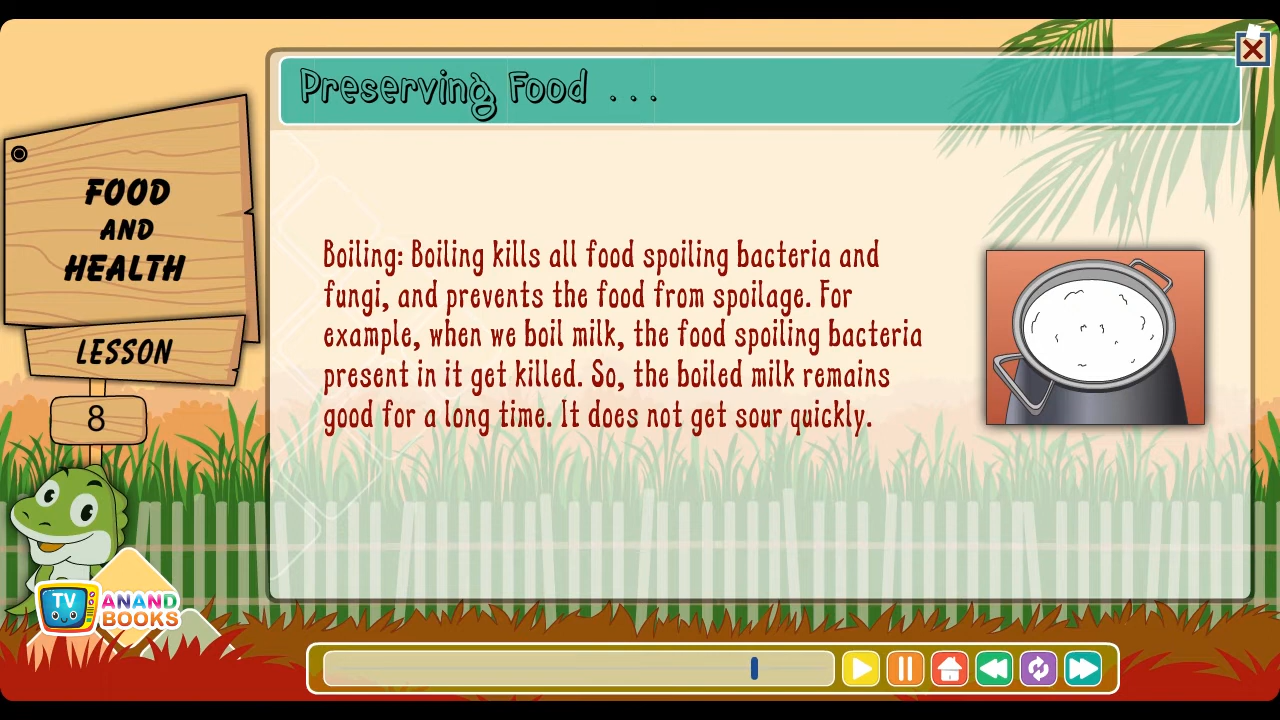 Preserving Food ...
FOOD
AND
HEALTH
LESSON
8
Boiling: Boiling kills all food spoiling bacteria and
fungi, and prevents the food from spoilage. For
example, when we boil milk, the food spoiling bacteria
present in it get killed. So, the boiled milk remains
good for a long time. It does not get sour quickly.
TV
ANAND
BOOKS